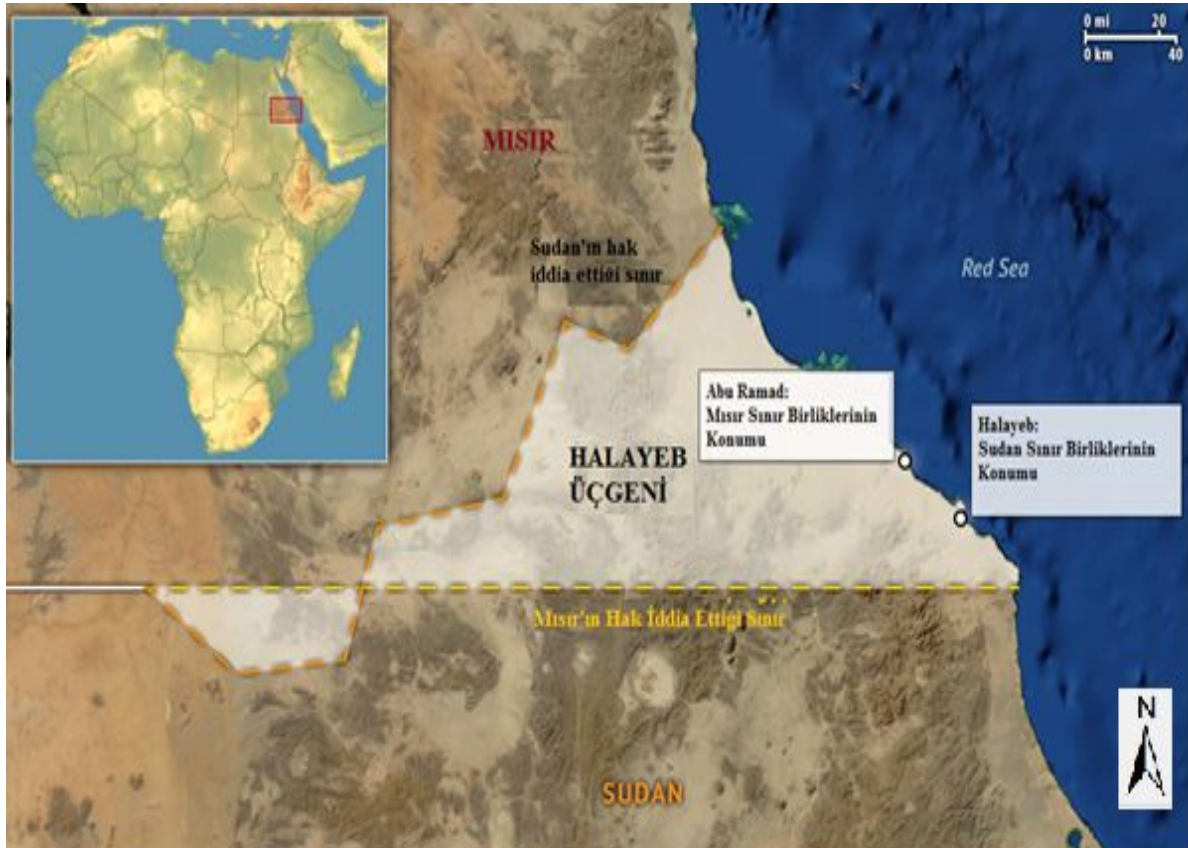 0 mi 20
0 km 40
MISIR
Sudan'ın hak
iddia ettiği sınır
Red Sea
Abu Ramad:
Mısır Sınır Birliklerinin
Konumu
Halayeb:
Sudan Sınır Birliklerinin
Konumu
HALAYEB
ÜÇGENİ
Mısır'ın Hak İddia Ettiği Sınır
N
SUDAN